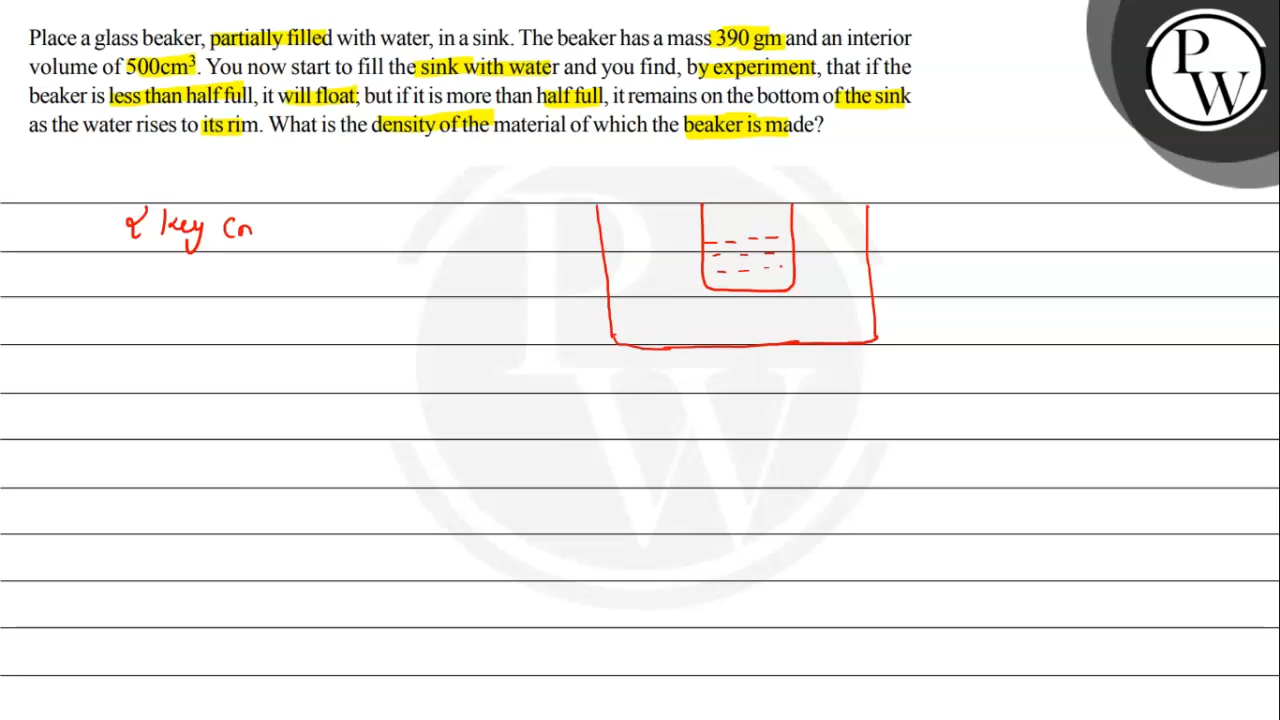 Place a glass beaker, partially filled with water, in a sink. The beaker has a mass 390 gm and an interior
volume of 500cm³. You now start to fill the sink with water and you find, by experiment, that if the
beaker is less than half full, it will float; but if it is more than half full, it remains on the bottom of the sink
as the water rises to its rim. What is the density of the material of which the beaker is made?
P
W
key Co
P
W